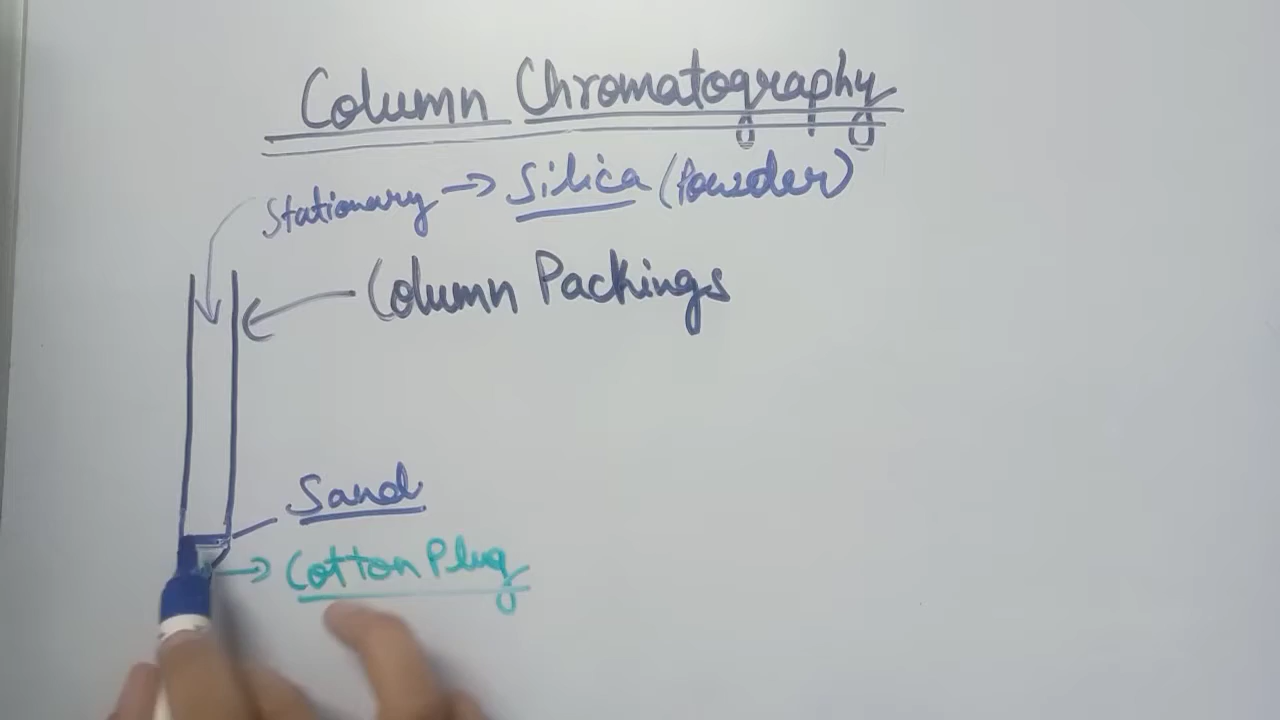 Column Chromatography
Stationary → Silica (Powder)
Column Packings
Sand
Cotton Plug